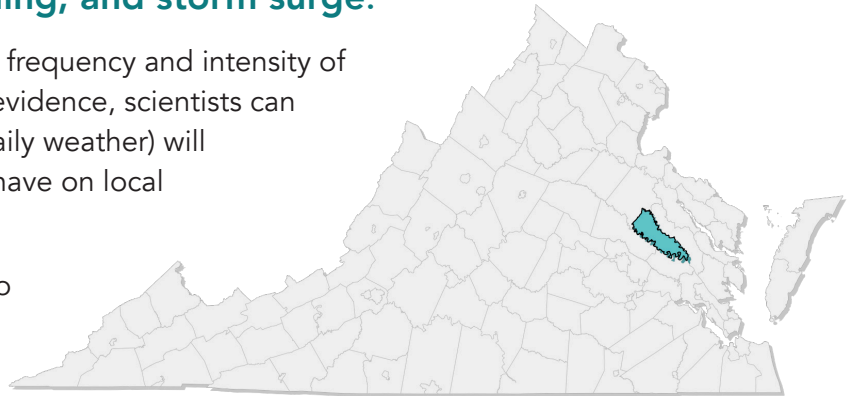 ing, and storm surge.
frequency and intensity of
evidence, scientists can
aily weather) will
have on local